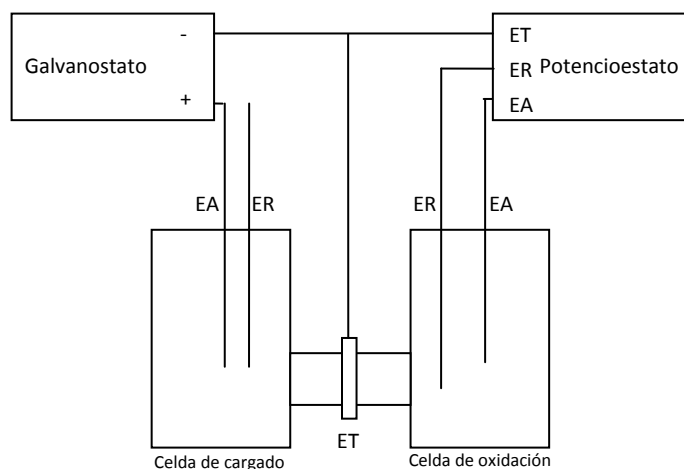 -
ET
Galvanostato
ER
Potencioestato
+
EA
EA
ER
ER
EA
ET
Celda de cargado
Celda de oxidación